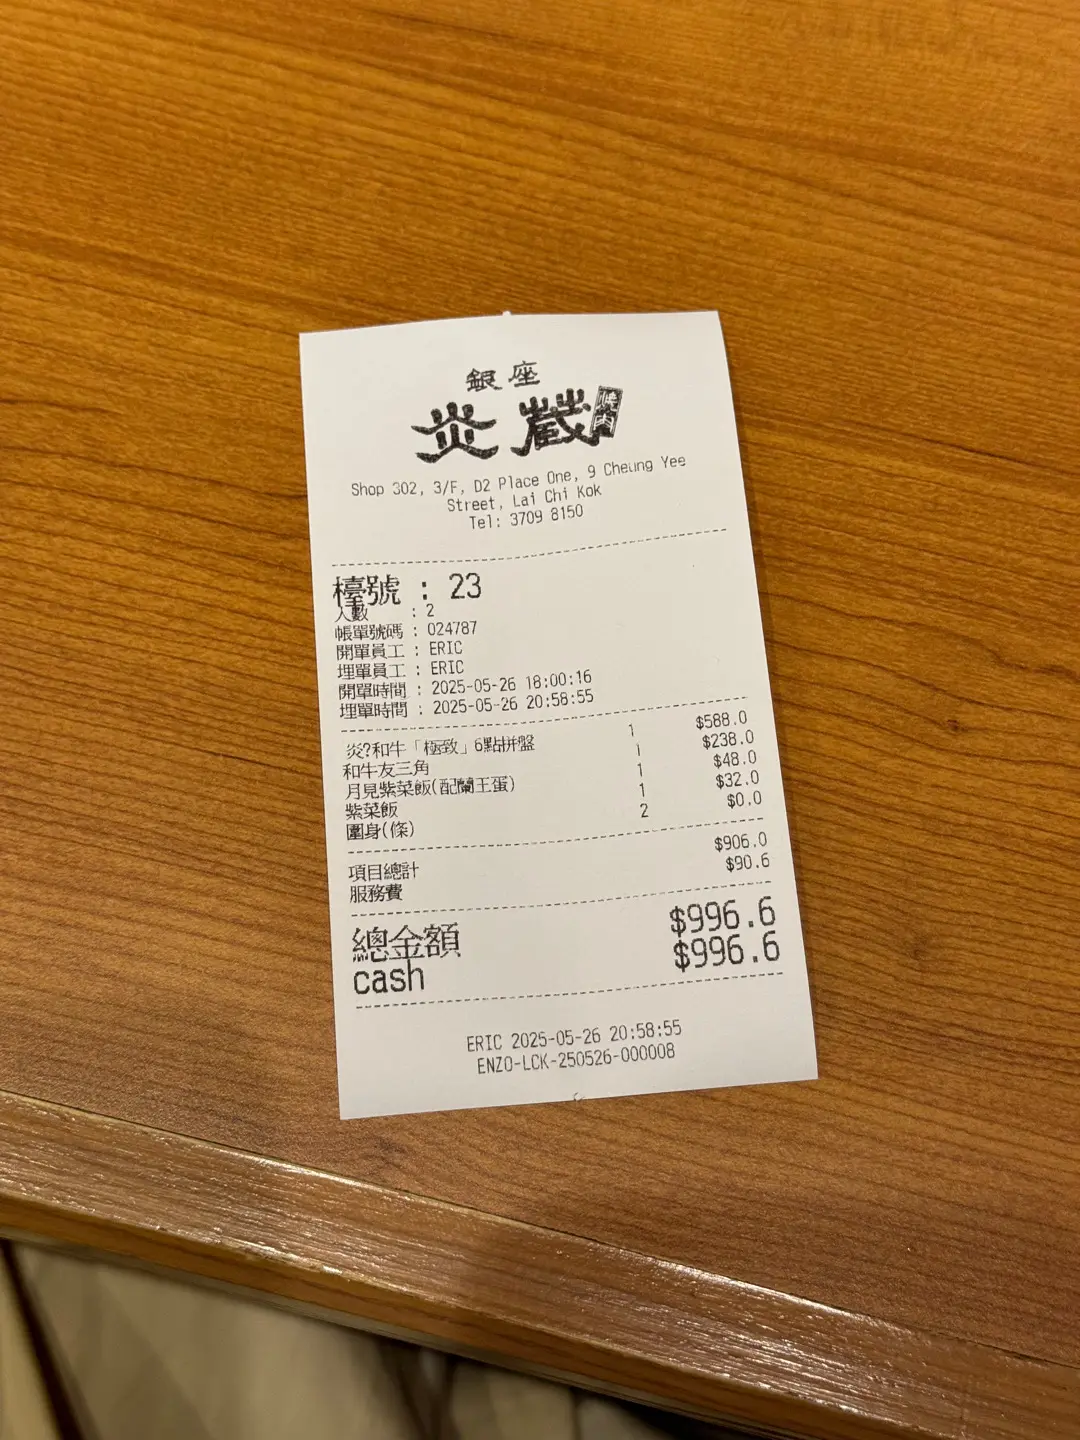 銀座
炎蔵 焼肉
Shop 302, 3/F, D2 Place One, 9 Cheung Yee
Street, Lai Chi Kok
Tel: 3709 8150
檯號 : 23
人數 : 2
帳單號碼 : 024787
開單員工 : ERIC
埋單員工 : ERIC
開單時間 : 2025-05-26 18:00:16
埋單時間 : 2025-05-26 20:58:55
炎?和牛「極致」6點拼盤 1 $588.0
和牛友三角 1 $238.0
月見紫菜飯(配蘭王蛋) 1 $48.0
紫菜飯 1 $32.0
圍身(條) 2 $0.0
項目總計 $906.0
服務費 $90.6
總金額 $996.6
cash $996.6
ERIC 2025-05-26 20:58:55
ENZO-LCK-250526-000008